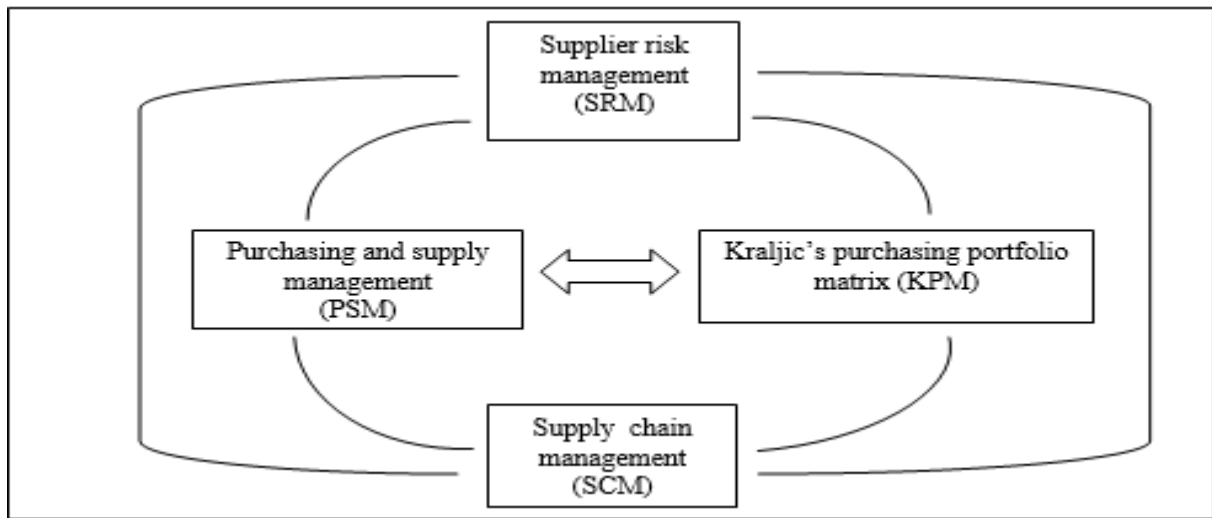 Supplier risk
management
(SRM)
Purchasing and supply
management
(PSM)
Kraljic’s purchasing portfolio
matrix (KPM)
Supply chain
management
(SCM)